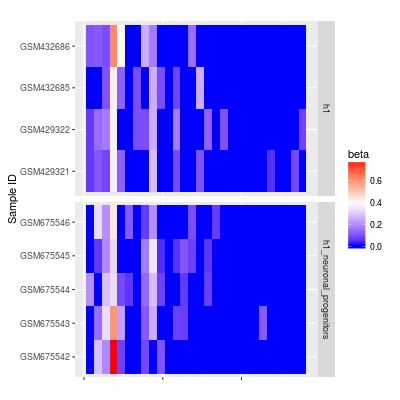 GSM432686
GSM432685
GSM429322
GSM429321
h1
GSM675546
GSM675545
GSM675544
GSM675543
GSM675542
h1_neuronal_progenitors
Sample ID
beta
0.6
0.4
0.2
0.0